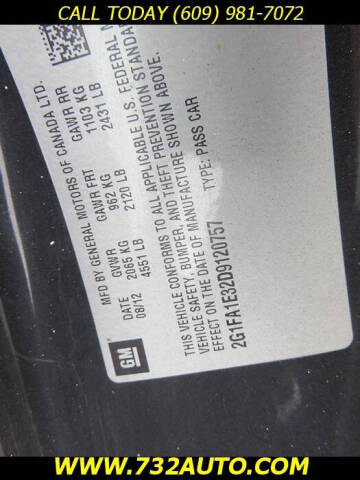 CALL TODAY (609) 981-7072
MFD BY GENERAL MOTORS OF CANADA LTD.
DATE GVWR GAWR FRT GAWR RR
08/12 2065 KG 962 KG 1103 KG
4551 LB 2120 LB 2431 LB
THIS VEHICLE CONFORMS TO ALL APPLICABLE U.S. FEDERAL
VEHICLE SAFETY, BUMPER, AND THEFT PREVENTION STANDARDS
EFFECT ON THE DATE OF MANUFACTURE SHOWN ABOVE.
2G1FA1E32D9120757 TYPE: PASS CAR
GM
WWW.732AUTO.COM